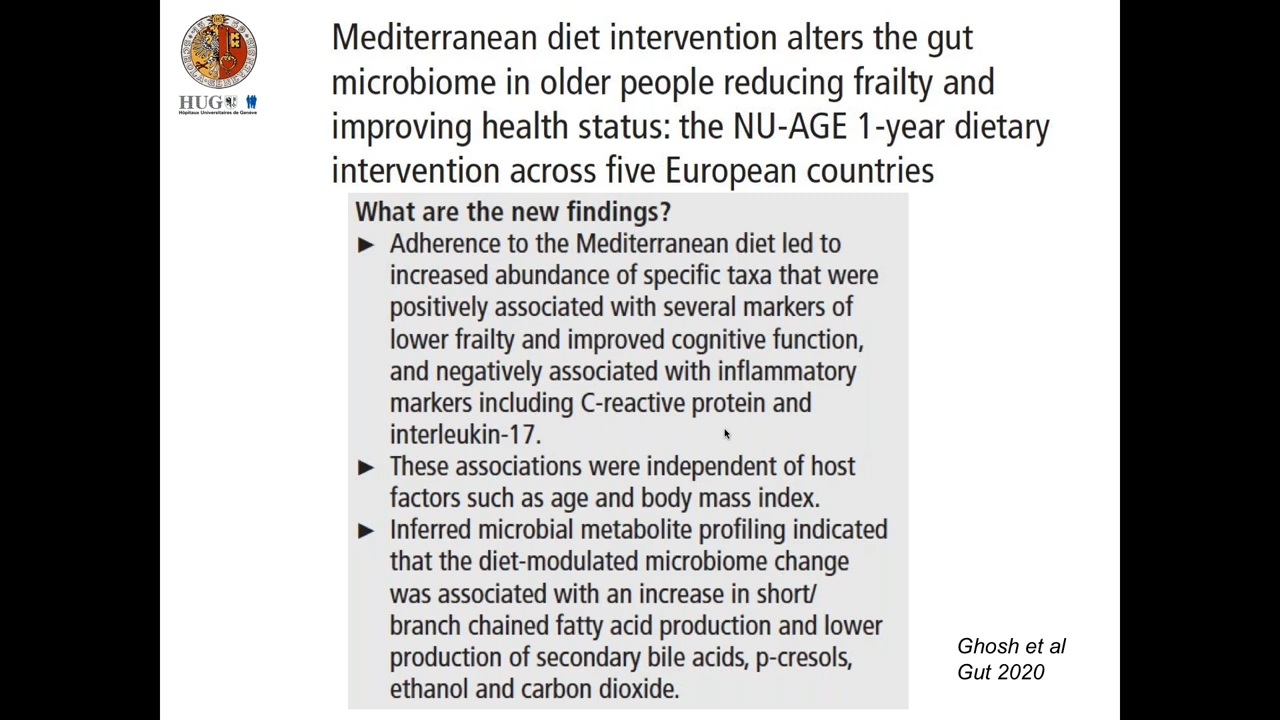 Mediterranean diet intervention alters the gut
microbiome in older people reducing frailty and
improving health status: the NU-AGE 1-year dietary
intervention across five European countries
HUG
Hôpitaux Universitaires de Genève
What are the new findings?
► Adherence to the Mediterranean diet led to
increased abundance of specific taxa that were
positively associated with several markers of
lower frailty and improved cognitive function,
and negatively associated with inflammatory
markers including C-reactive protein and
interleukin-17.
► These associations were independent of host
factors such as age and body mass index.
► Inferred microbial metabolite profiling indicated
that the diet-modulated microbiome change
was associated with an increase in short/
branch chained fatty acid production and lower
production of secondary bile acids, p-cresols,
ethanol and carbon dioxide.
Ghosh et al
Gut 2020